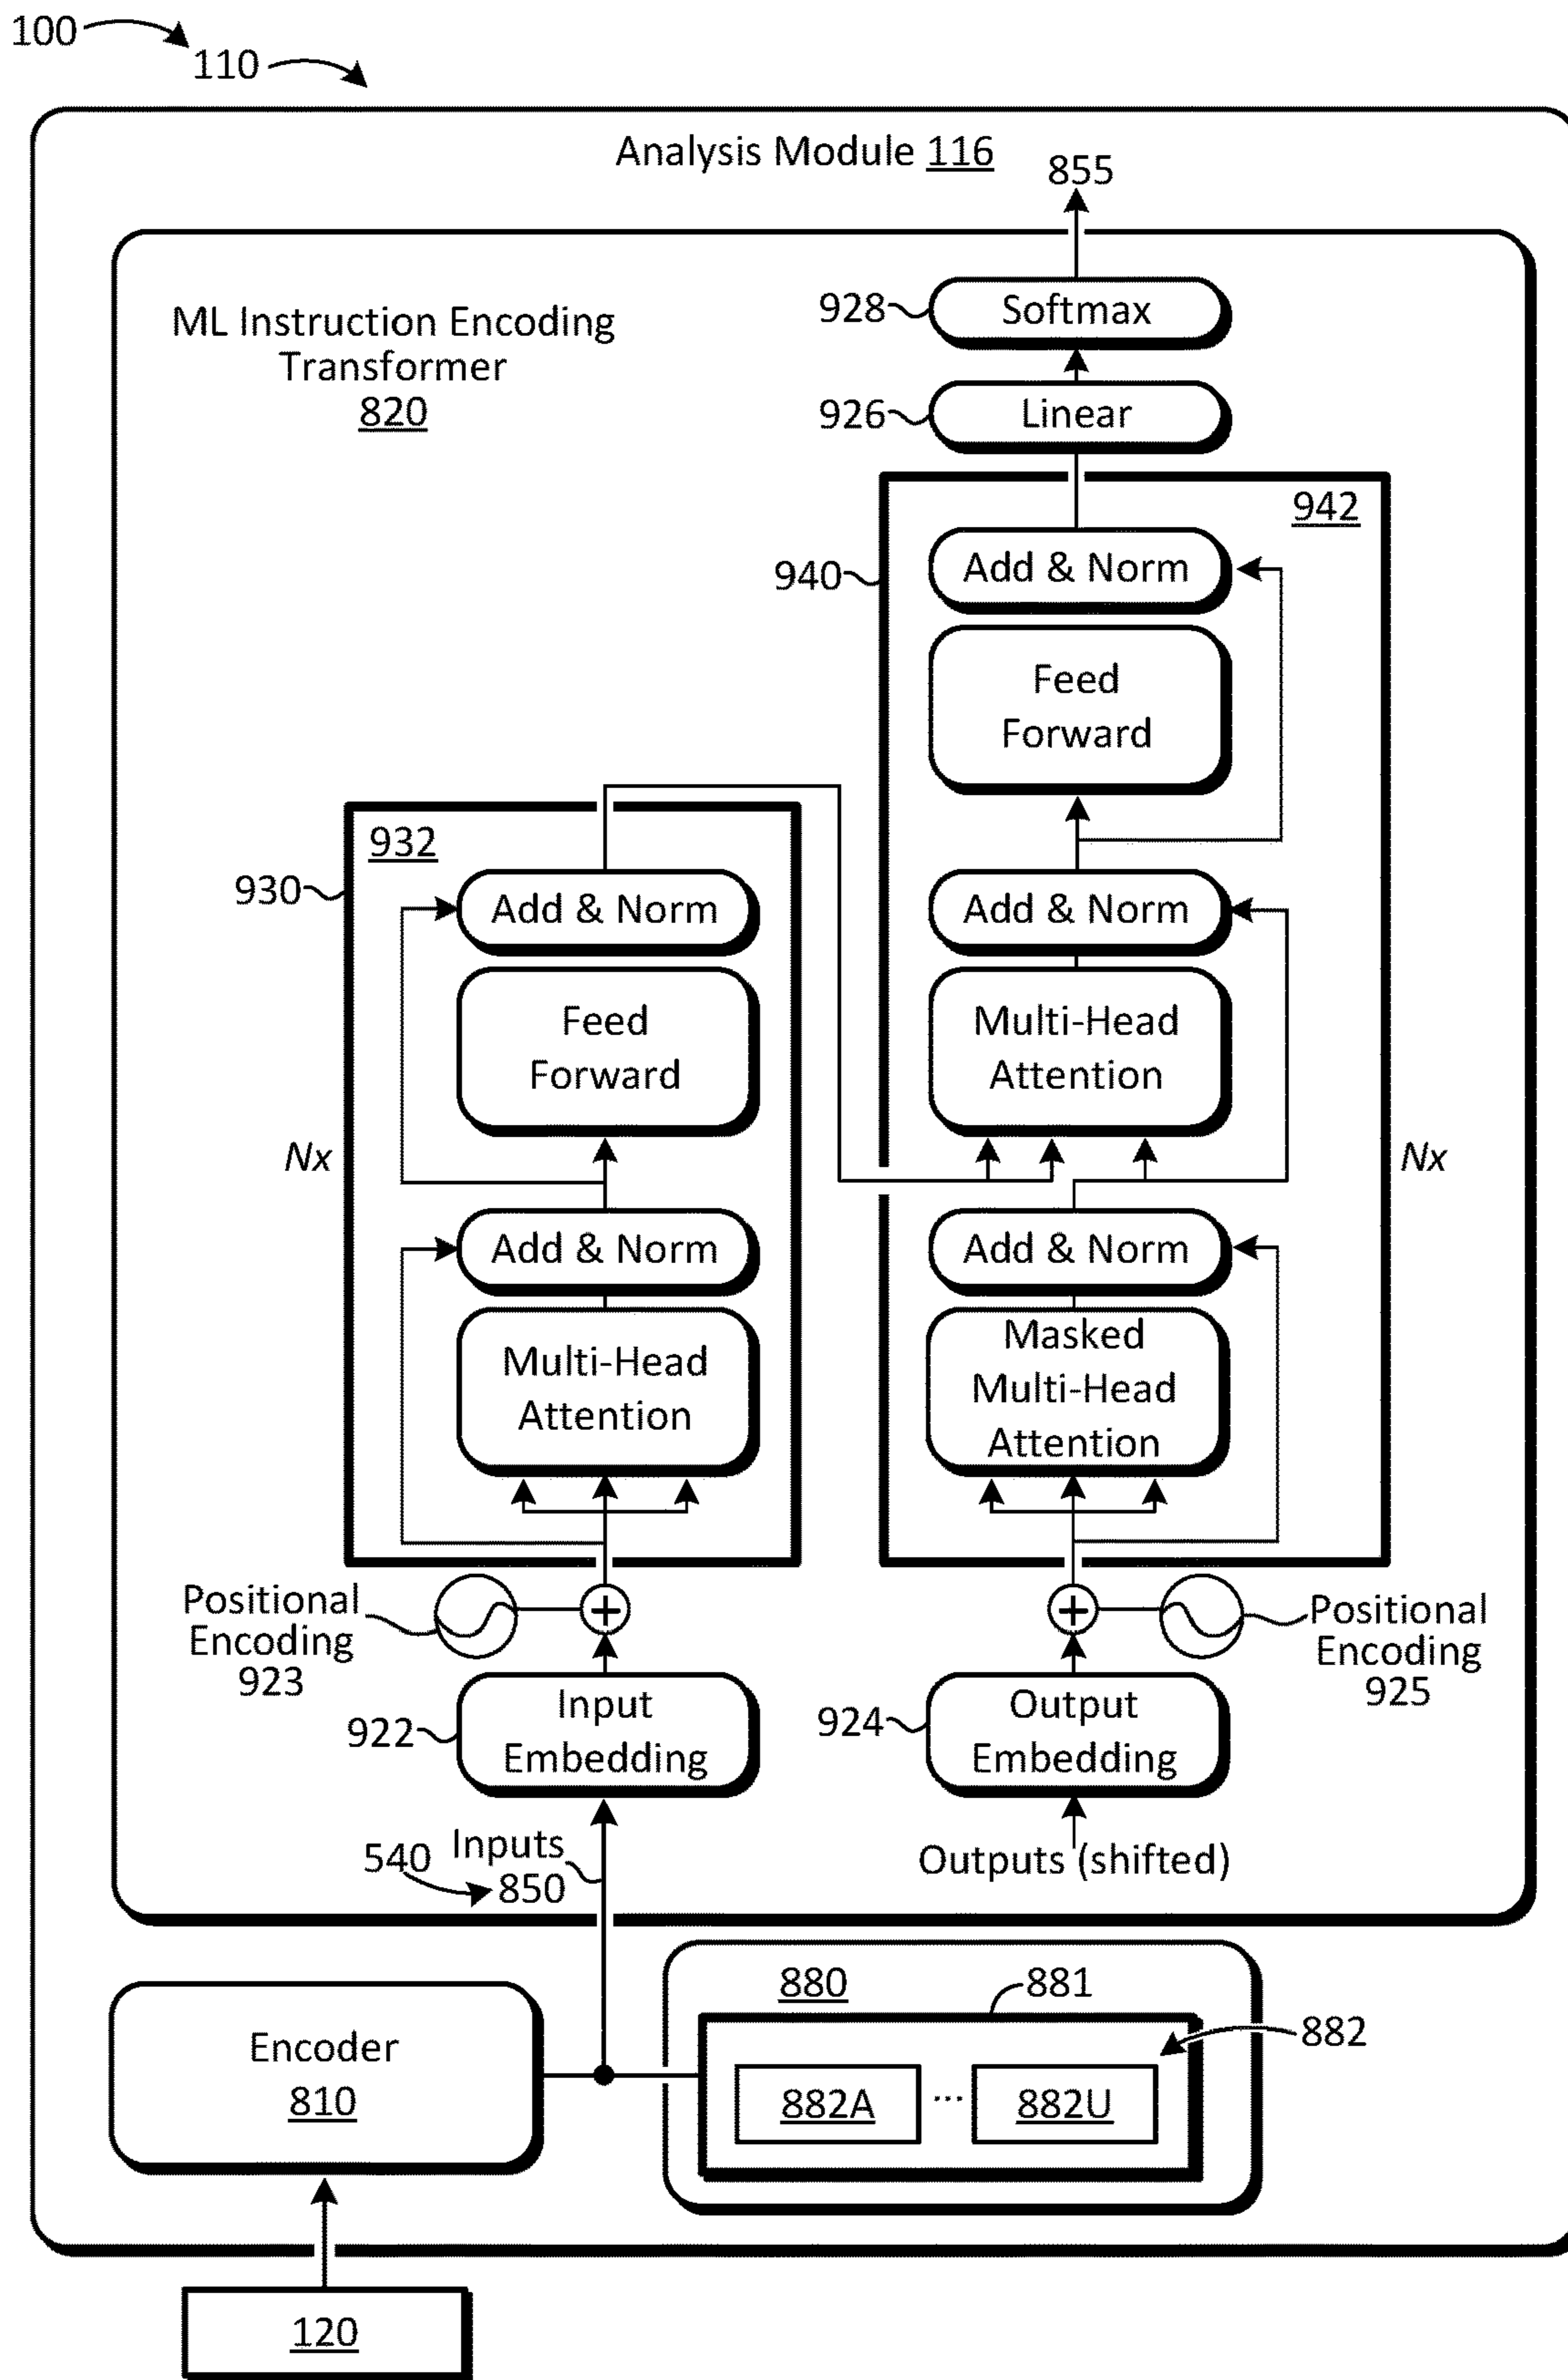 100
110
Analysis Module 116
855
ML Instruction Encoding
Transformer
820
928
Softmax
926
Linear
942
940
Add & Norm
Feed
Forward
932
930
Add & Norm
Add & Norm
Feed
Forward
Multi-Head
Attention
Nx
Nx
Add & Norm
Add & Norm
Multi-Head
Attention
Masked
Multi-Head
Attention
Positional
Encoding
923
+
+
Positional
Encoding
925
922
Input
Embedding
924
Output
Embedding
540
Inputs
850
Outputs (shifted)
880
881
882
Encoder
810
882A
...
882U
120